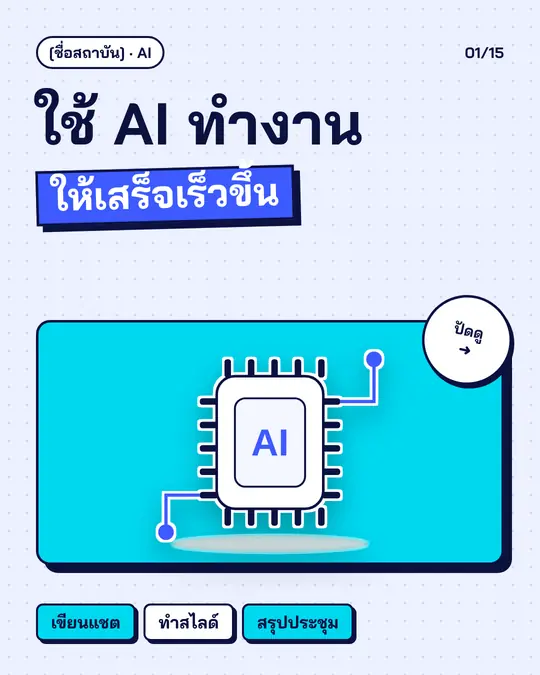 [ชื่อสถาบัน] · AI
01/15
ใช้ AI ทำงาน
ให้เสร็จเร็วขึ้น
ปัดดู
→
AI
เขียนแชต
ทำสไลด์
สรุปประชุม